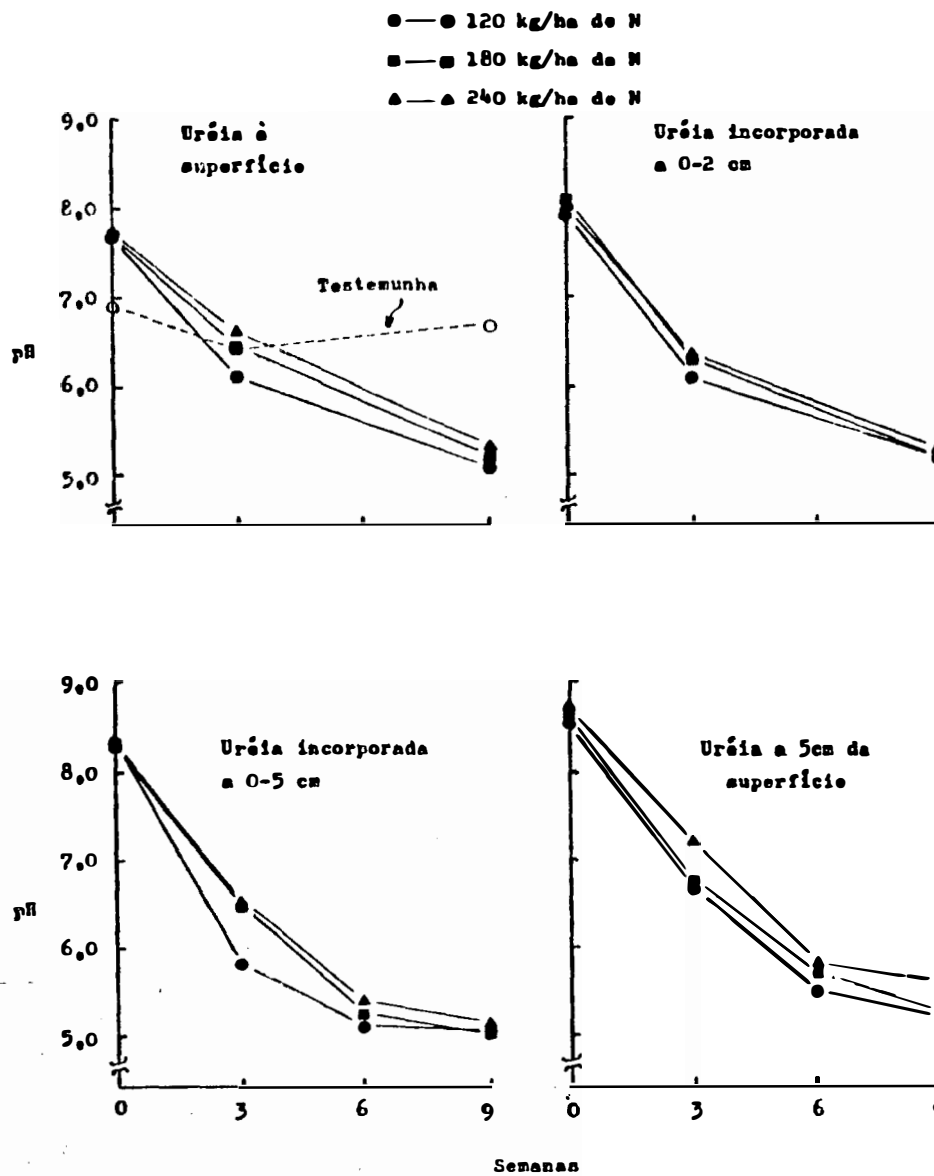 120 kg/ha de N
180 kg/ha de N
240 kg/ha de N
9,0
8,0
7,0
6,0
5,0
pH
Uréia à
superfície
Testemunha
Uréia incorporada
a 0-2 cm
9,0
8,0
7,0
6,0
5,0
pH
Uréia incorporada
a 0-5 cm
Uréia a 5cm da
superfície
0 3 6 9
0 3 6 9
Semanas